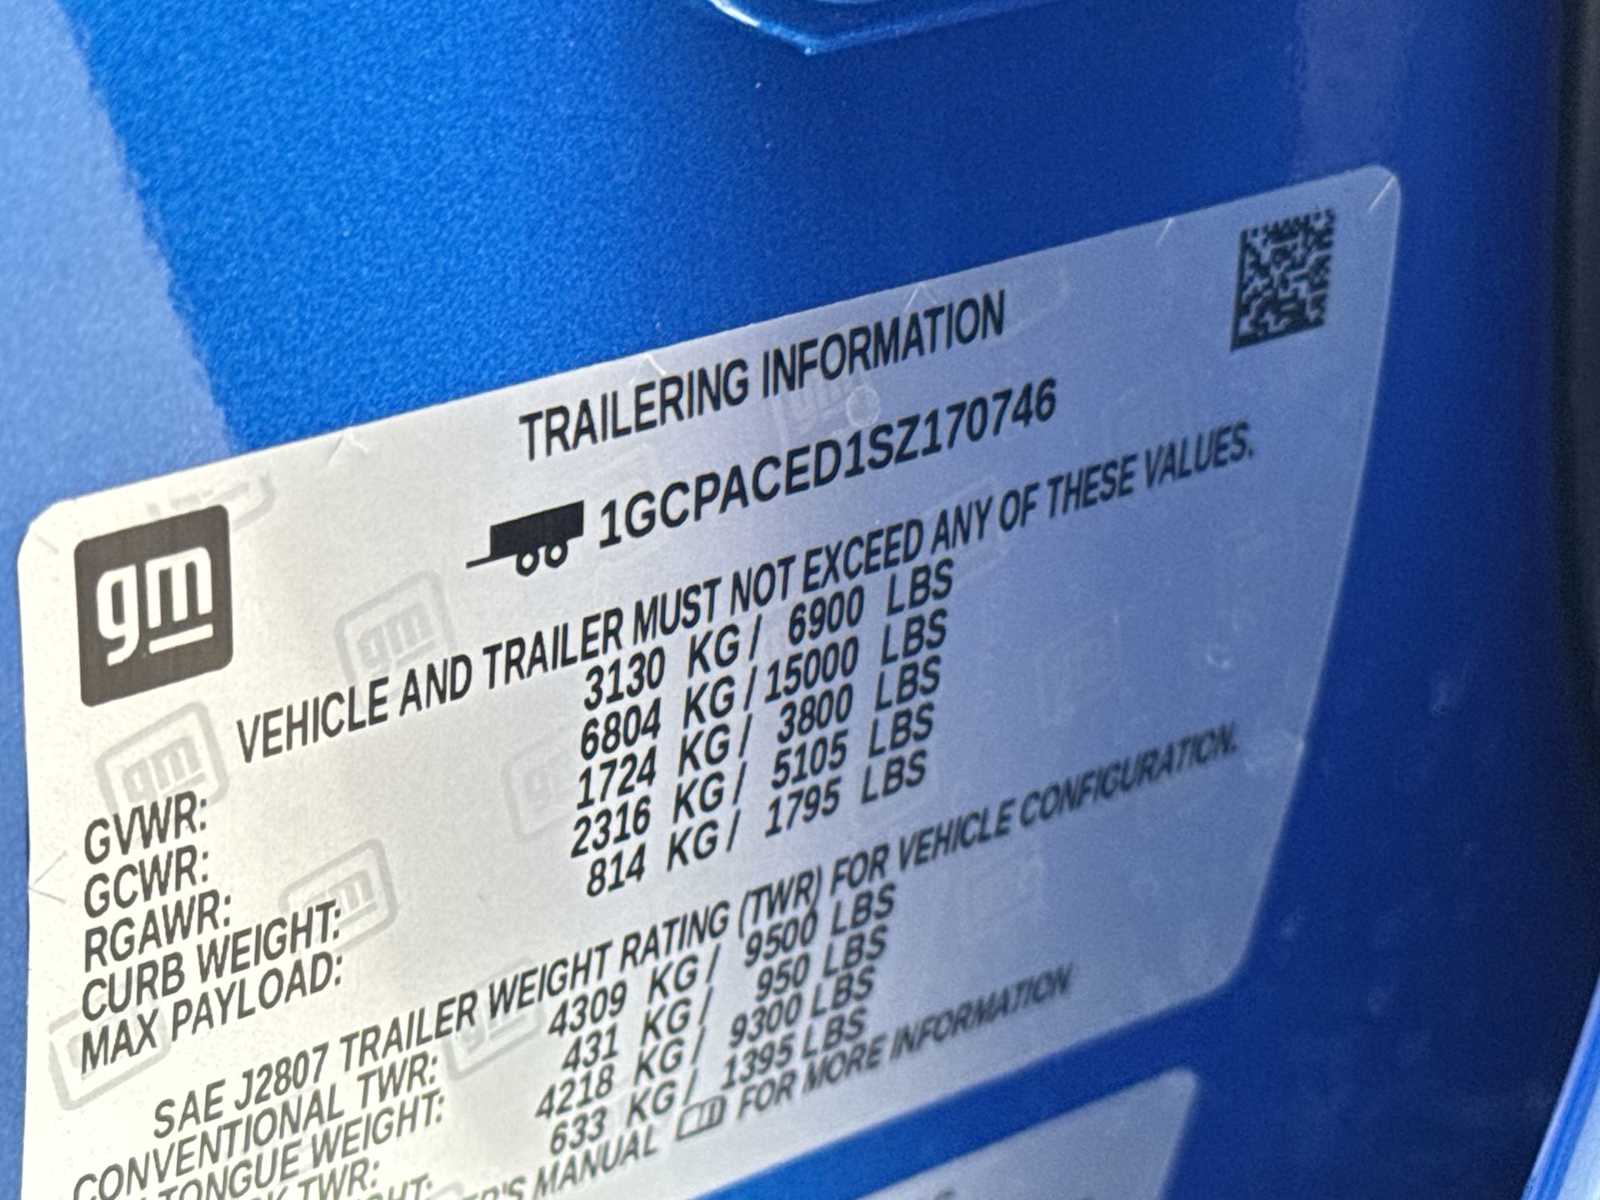 TRAILERING INFORMATION
1GCPACED1SZ170746
gm
VEHICLE AND TRAILER MUST NOT EXCEED ANY OF THESE VALUES.
GVWR: 3130 KG / 6900 LBS
GCWR: 6804 KG / 15000 LBS
RGAWR: 1724 KG / 3800 LBS
CURB WEIGHT: 2316 KG / 5105 LBS
MAX PAYLOAD: 814 KG / 1795 LBS
SAE J2807 TRAILER WEIGHT RATING (TWR) FOR VEHICLE CONFIGURATION.
CONVENTIONAL TWR: 4309 KG / 9500 LBS
TONGUE WEIGHT: 431 KG / 950 LBS
TWR: 4218 KG / 9300 LBS
633 KG / 1395 LBS
MANUAL FOR MORE INFORMATION